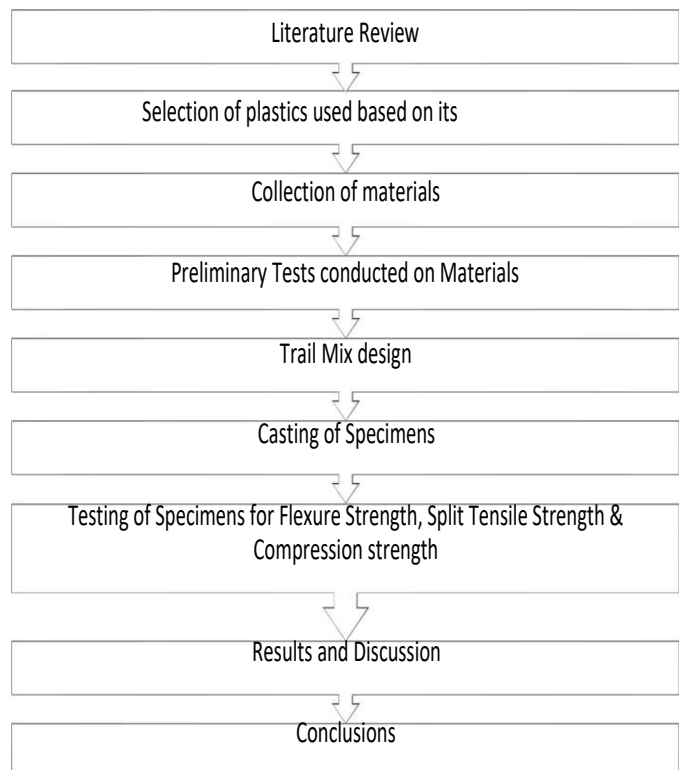 Literature Review
Selection of plastics used based on its
Collection of materials
Preliminary Tests conducted on Materials
Trail Mix design
Casting of Specimens
Testing of Specimens for Flexure Strength, Split Tensile Strength &
Compression strength
Results and Discussion
Conclusions